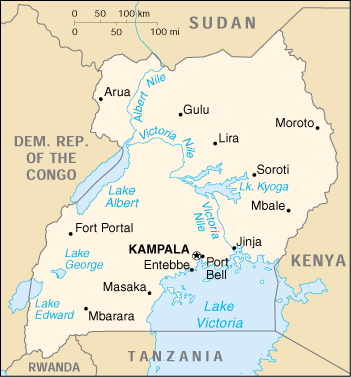 0 50 100 km
0 50 100 mi
SUDAN
Arua
Albert Nile
Gulu
Moroto
Victoria Nile
Lira
DEM. REP.
OF THE
CONGO
Soroti
Lk. Kyoga
Lake
Albert
Mbale
Victoria
Nile
Fort Portal
KAMPALA
Jinja
Port
Bell
Entebbe
KENYA
Lake
George
Masaka
Lake
Edward
Mbarara
Lake
Victoria
TANZANIA
RWANDA